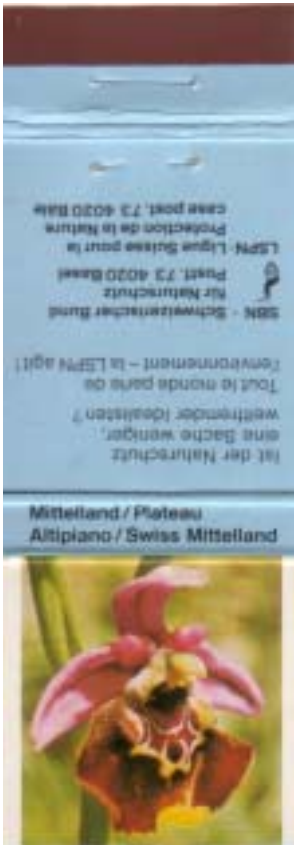 Ist der Naturschutz
eine Sache weniger,
weltfremder Idealisten?
Tout le monde parle de
l'environnement – la LSPN agit!
SBN - Schweizerischer Bund
für Naturschutz
Postf. 73 4020 Basel
LSPN - Ligue Suisse pour la
Protection de la Nature
case post. 73 4020 Bâle
Mittelland / Plateau
Altipiano / Swiss Mittelland